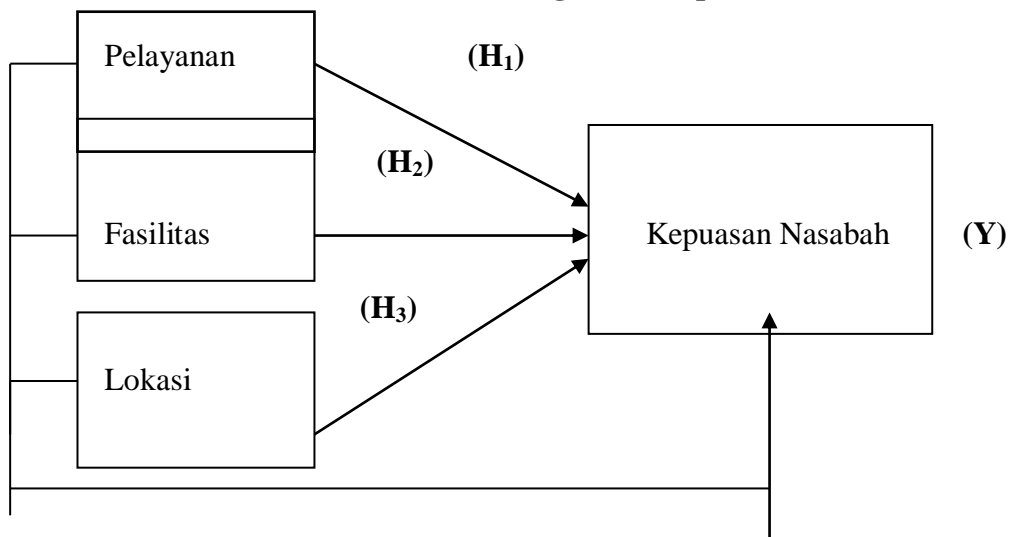 Pelayanan
(H₁)
(H₂)
Fasilitas
Kepuasan Nasabah
(Y)
(H₃)
Lokasi